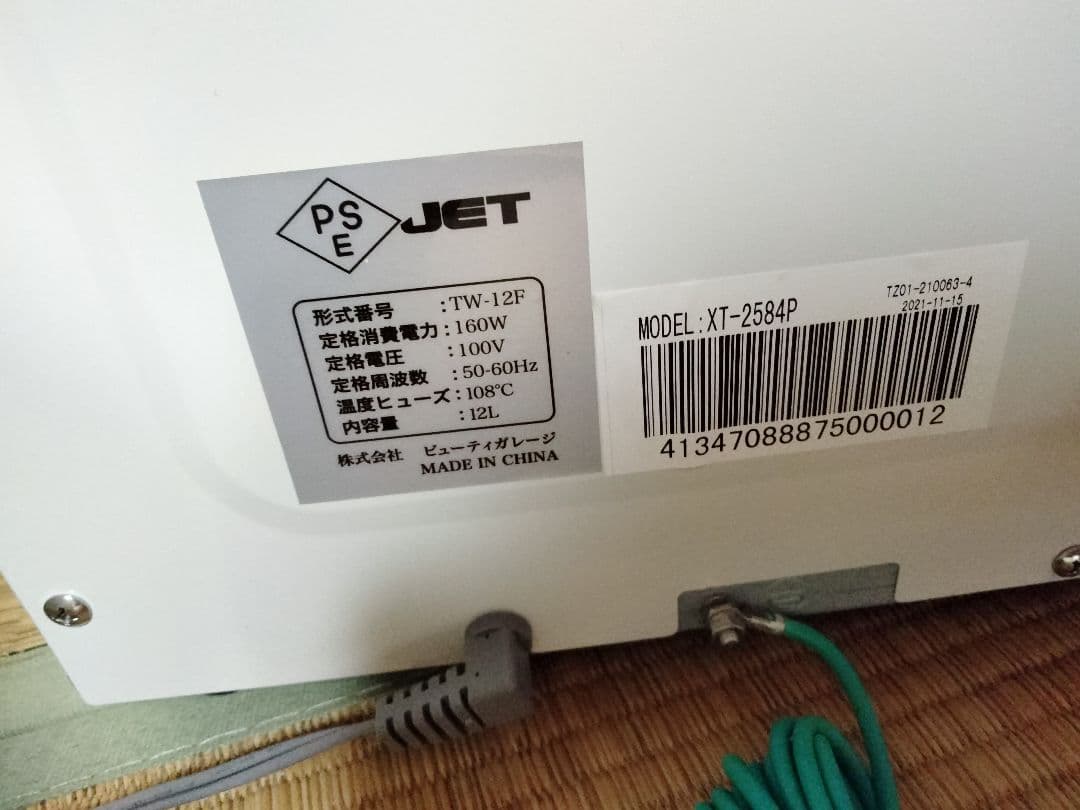 PS
E
JET
形式番号 :TW-12F
定格消費電力:160W
定格電圧 :100V
定格周波数 :50-60Hz
温度ヒューズ:108℃
内容量 :12L
株式会社 ビューティガレージ
MADE IN CHINA
TZ01-210063-4
2021-11-15
MODEL:XT-2584P
41347088875000012